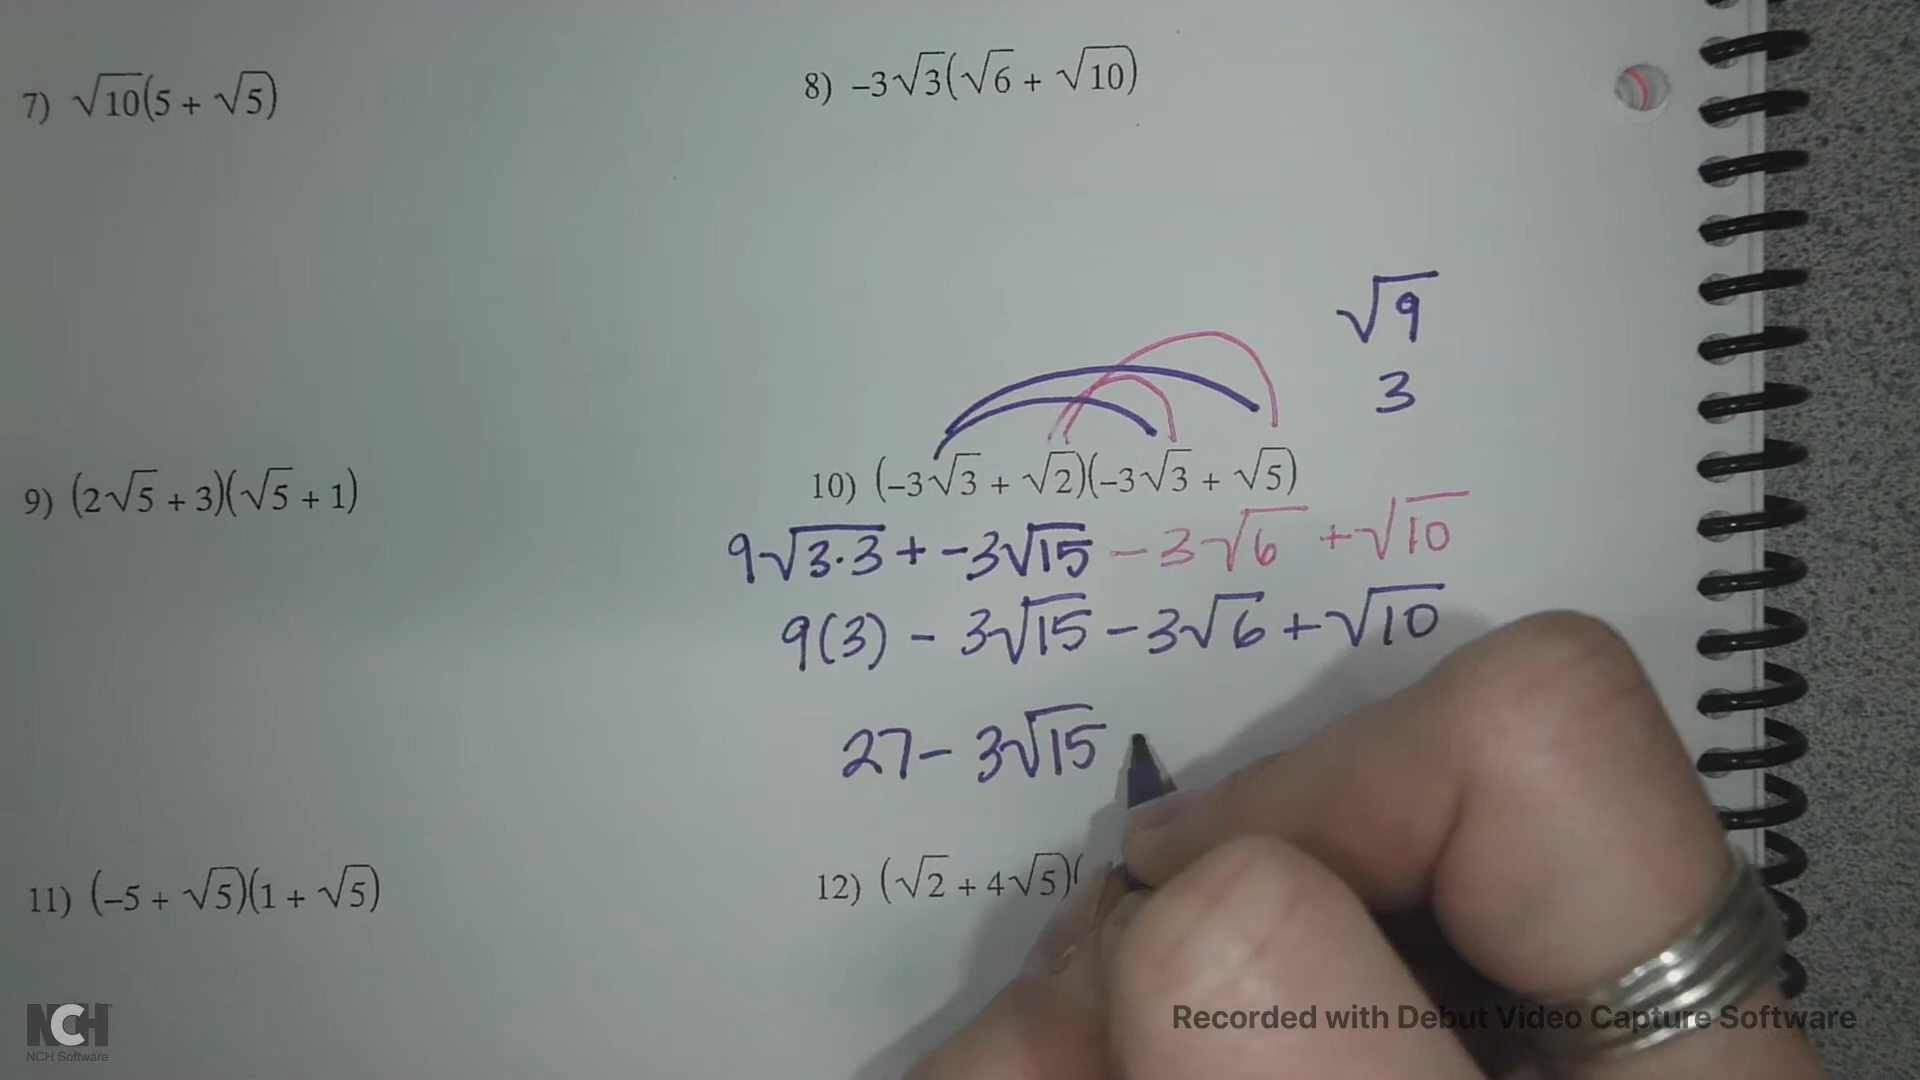 7) √10(5 + √5)
8) −3√3(√6 + √10)
√9
3
9) (2√5 + 3)(√5 + 1)
10) (−3√3 + √2)(−3√3 + √5)
9√3·3 + -3√15 - 3√6 + √10
9(3) - 3√15 - 3√6 + √10
27 - 3√15
11) (−5 + √5)(1 + √5)
12) (√2 + 4√5)(
NCH
NCH Software
Recorded with Debut Video Capture Software